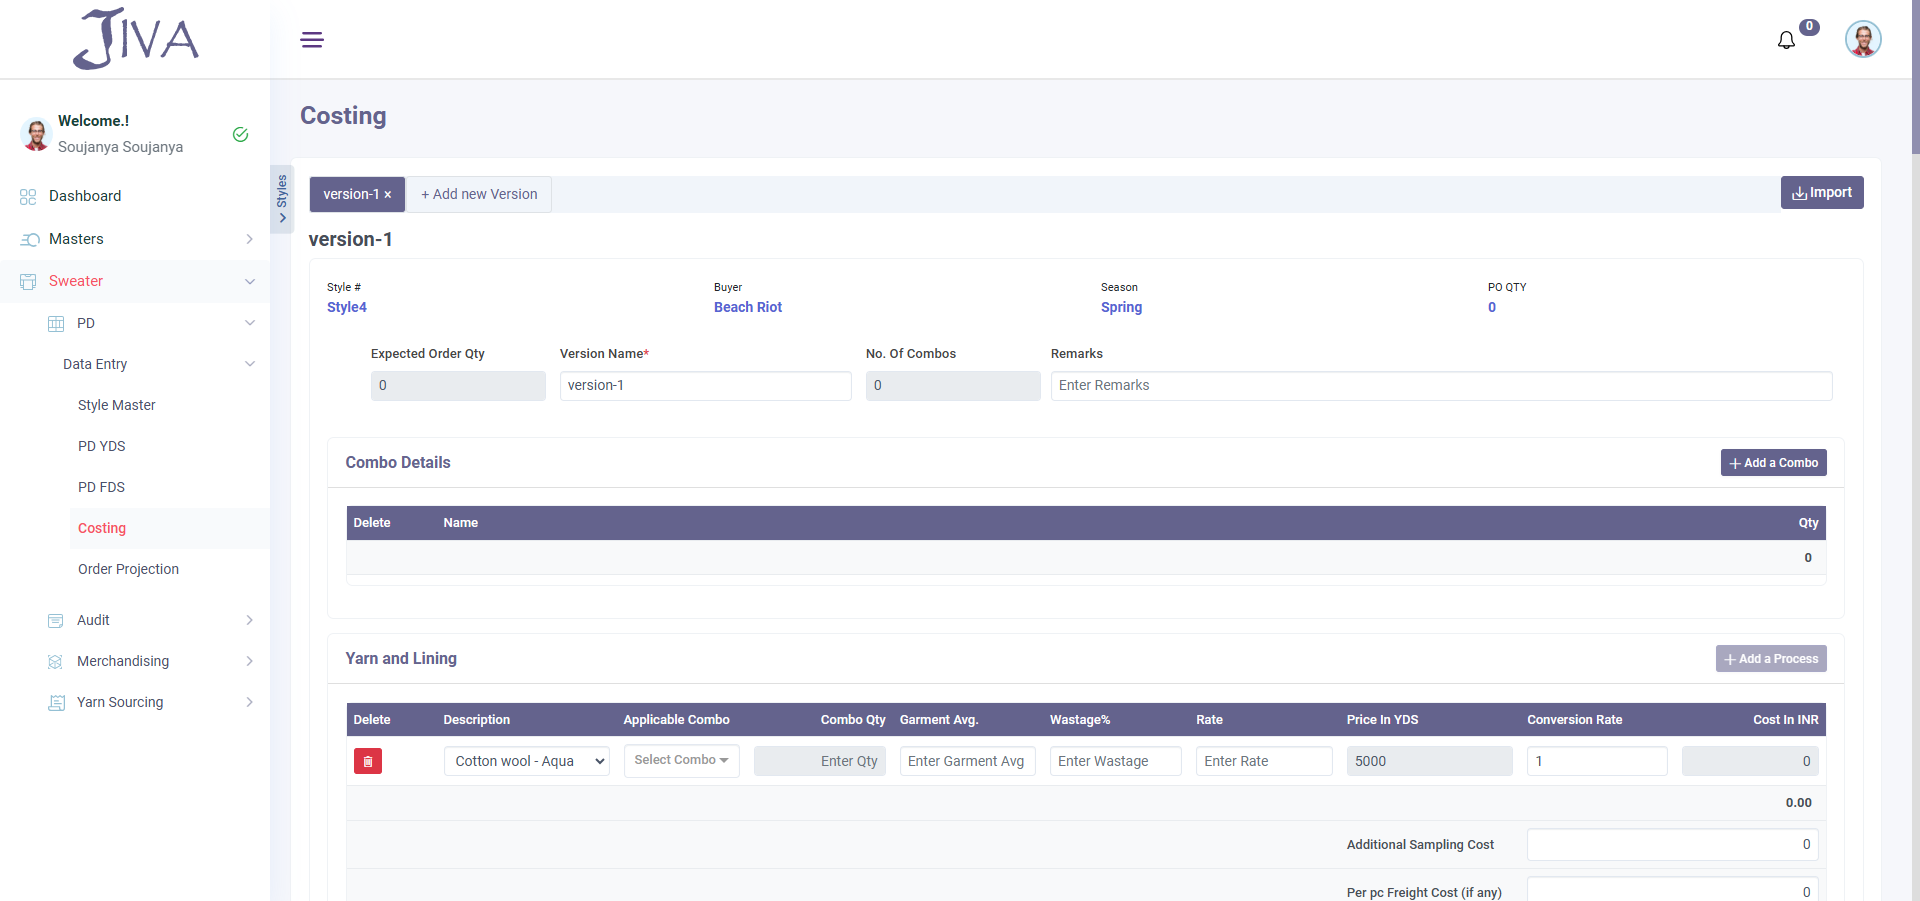 JIVA
0
Welcome.!
Soujanya Soujanya
Dashboard
Masters
Sweater
PD
Data Entry
Style Master
PD YDS
PD FDS
Costing
Order Projection
Audit
Merchandising
Yarn Sourcing
Styles
Costing
version-1 × + Add new Version Import
version-1
Style # Buyer Season PO QTY
Style4 Beach Riot Spring 0
Expected Order Qty Version Name* No. Of Combos Remarks
0 version-1 0 Enter Remarks
Combo Details + Add a Combo
Delete Name Qty
0
Yarn and Lining + Add a Process
Delete Description Applicable Combo Combo Qty Garment Avg. Wastage% Rate Price In YDS Conversion Rate Cost In INR
Cotton wool - Aqua Select Combo Enter Qty Enter Garment Avg Enter Wastage Enter Rate 5000 1 0
0.00
Additional Sampling Cost 0
Per pc Freight Cost (if any) 0